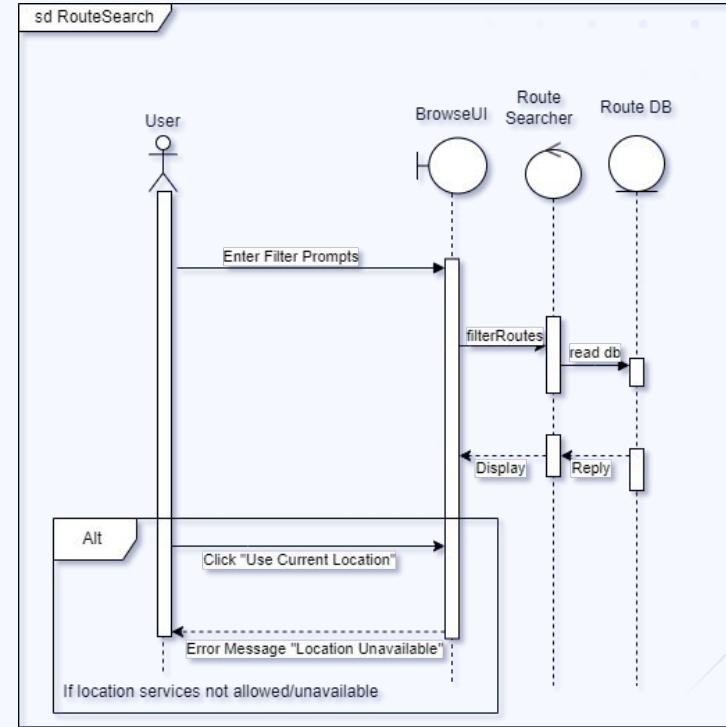 sd RouteSearch
User
BrowseUI
Route
Searcher
Route DB
Enter Filter Prompts
filterRoutes
read db
Display
Reply
Alt
Click "Use Current Location"
Error Message "Location Unavailable"
If location services not allowed/unavailable